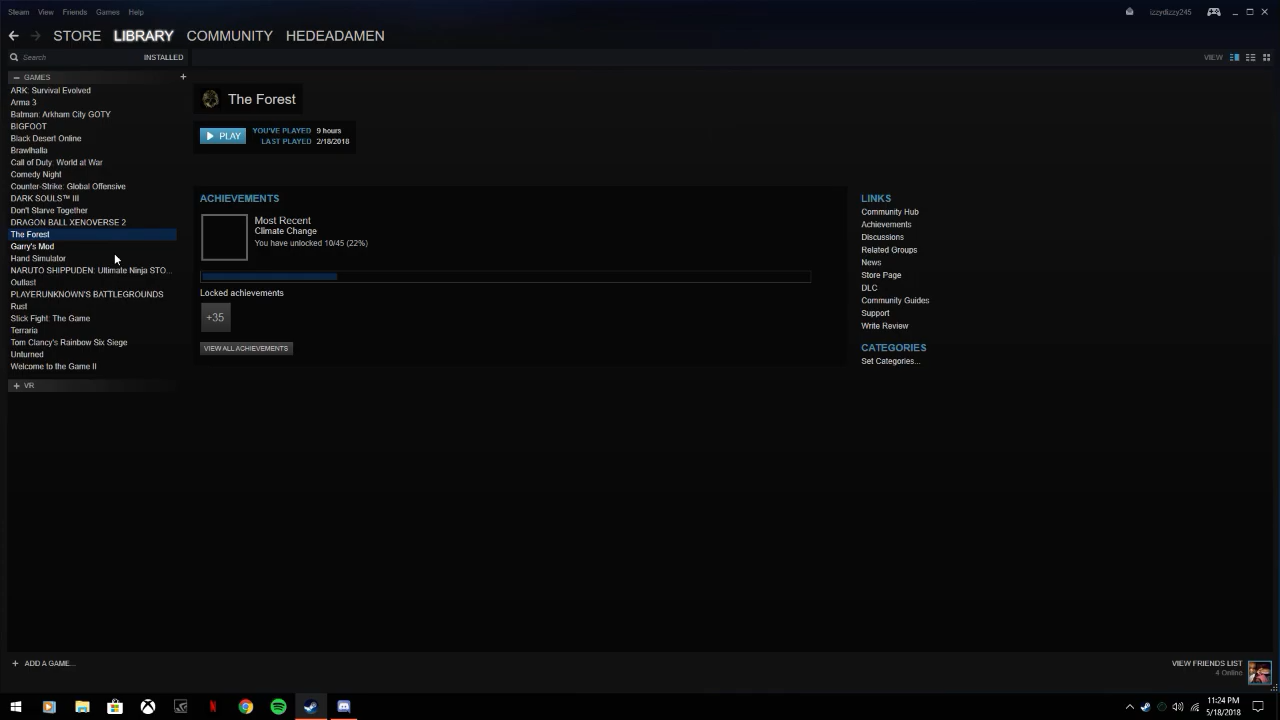 Steam View Friends Games Help
izzydizzy245
STORE LIBRARY COMMUNITY HEDEADAMEN
Search INSTALLED
VIEW
GAMES
ARK: Survival Evolved
Arma 3
Batman: Arkham City GOTY
BIGFOOT
Black Desert Online
Brawlhalla
Call of Duty: World at War
Comedy Night
Counter-Strike: Global Offensive
DARK SOULS™ III
Don't Starve Together
DRAGON BALL XENOVERSE 2
The Forest
Garry's Mod
Hand Simulator
NARUTO SHIPPUDEN: Ultimate Ninja STO...
Outlast
PLAYERUNKNOWN'S BATTLEGROUNDS
Rust
Stick Fight: The Game
Terraria
Tom Clancy's Rainbow Six Siege
Unturned
Welcome to the Game II
VR
The Forest
PLAY
YOU'VE PLAYED 9 hours
LAST PLAYED 2/18/2018
ACHIEVEMENTS
Most Recent
Climate Change
You have unlocked 10/45 (22%)
Locked achievements
+35
VIEW ALL ACHIEVEMENTS
LINKS
Community Hub
Achievements
Discussions
Related Groups
News
Store Page
DLC
Community Guides
Support
Write Review
CATEGORIES
Set Categories...
ADD A GAME...
VIEW FRIENDS LIST
4 Online
11:24 PM
5/18/2018